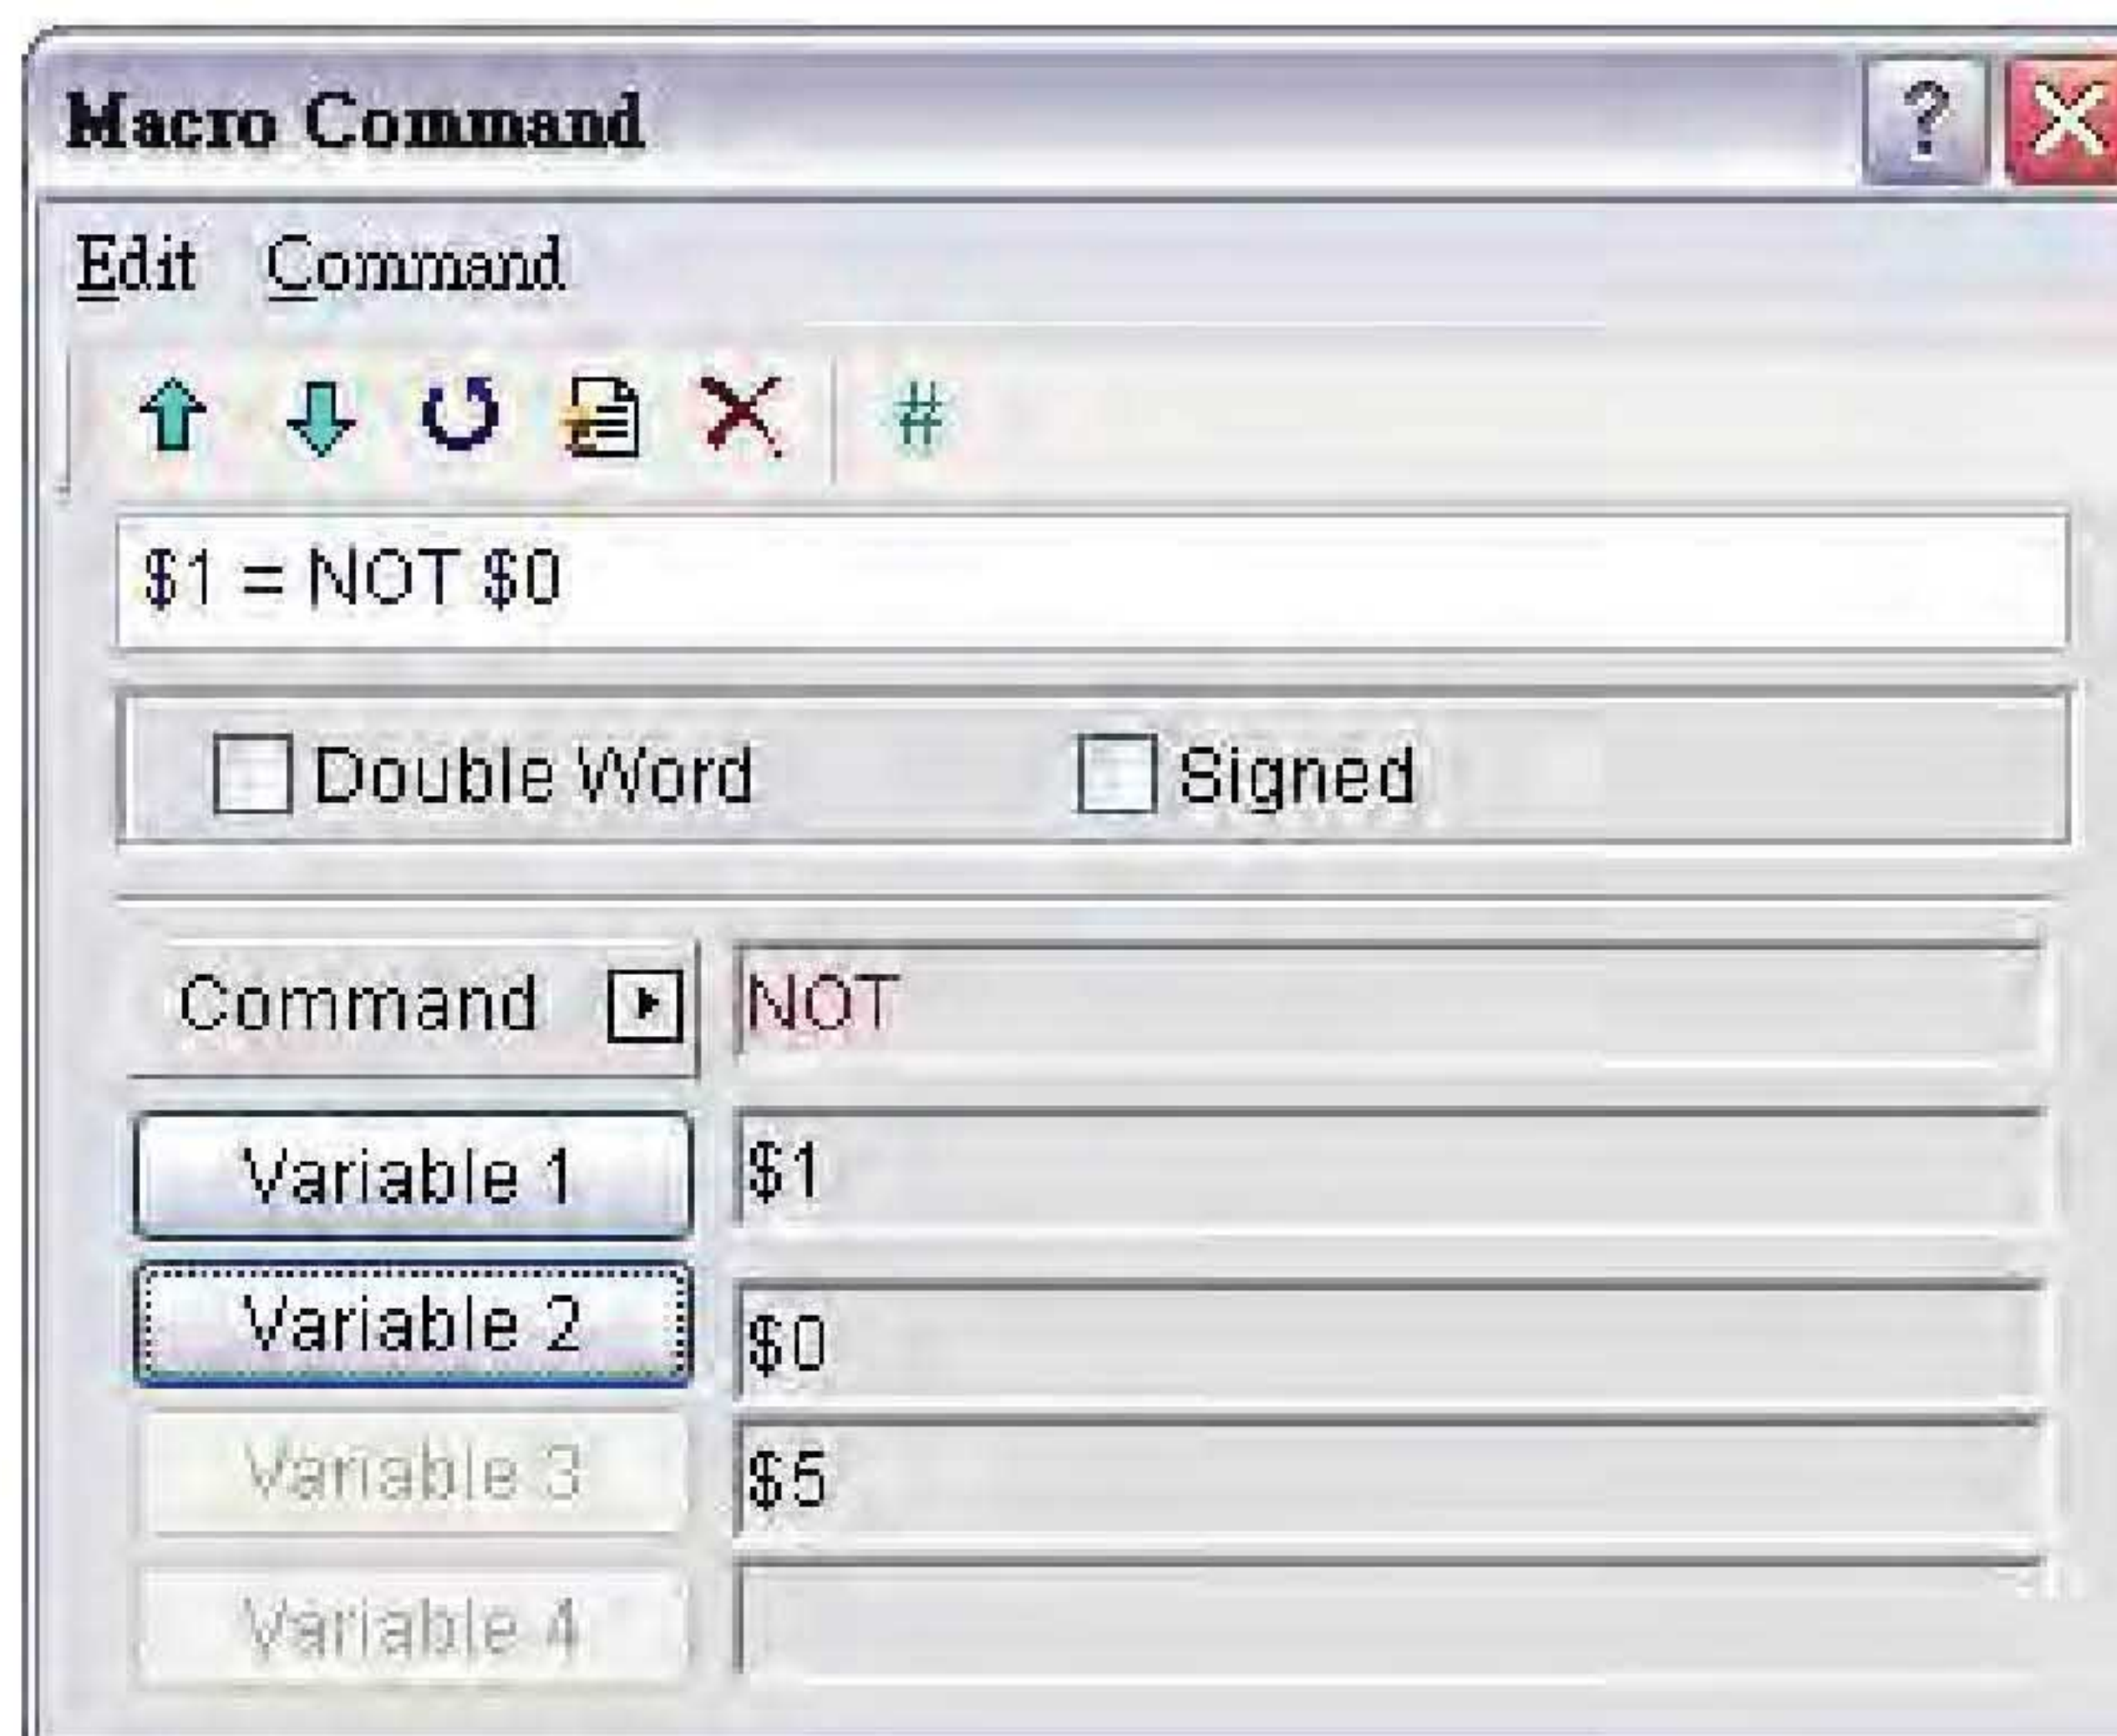 Macro Command
?
Edit Command
#
$1 = NOT $0
Double Word Signed
Command NOT
Variable 1 $1
Variable 2 $0
Variable 3 $5
Variable 4